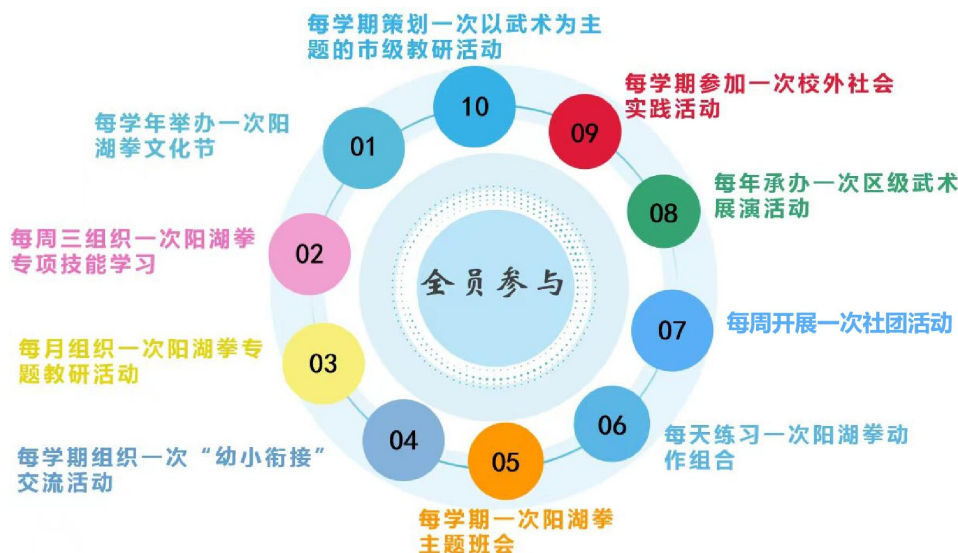 每学期策划一次以武术为主
题的市级教研活动
10
每学期参加一次校外社会
实践活动
09
每学年举办一次阳
湖拳文化节
01
每年承办一次区级武术
展演活动
08
每周三组织一次阳湖拳
专项技能学习
02
全员参与
07
每周开展一次社团活动
每月组织一次阳湖拳专
题教研活动
03
每天练习一次阳湖拳动
作组合
06
每学期组织一次“幼小衔接”
交流活动
04
05
每学期一次阳湖拳
主题班会